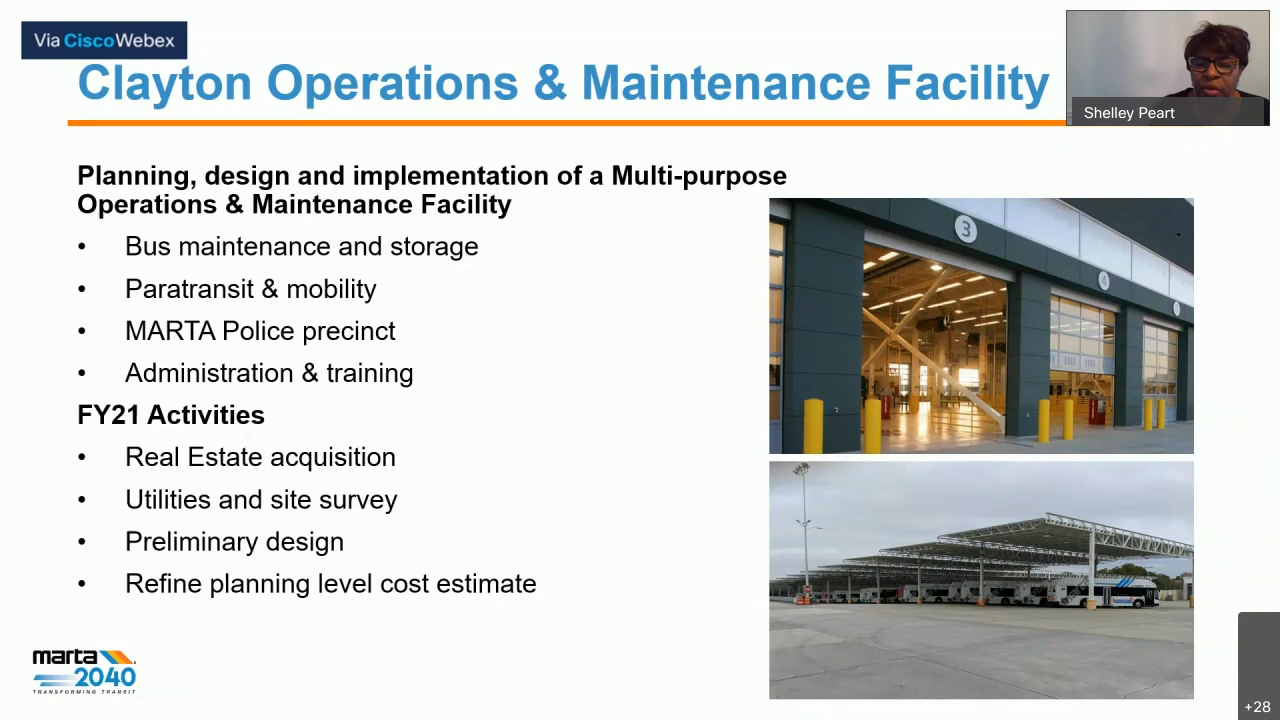 Via CiscoWebex
Clayton Operations & Maintenance Facility
Shelley Peart
Planning, design and implementation of a Multi-purpose
Operations & Maintenance Facility
• Bus maintenance and storage
• Paratransit & mobility
• MARTA Police precinct
• Administration & training
FY21 Activities
• Real Estate acquisition
• Utilities and site survey
• Preliminary design
• Refine planning level cost estimate
3
4
marta
2040
TRANSFORMING TRANSIT
+28